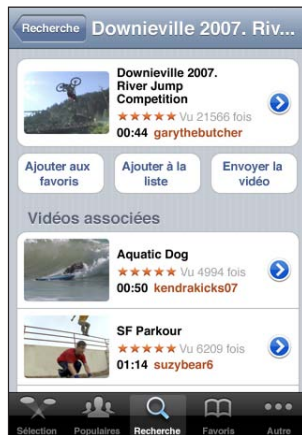 Recherche Downieville 2007. Riv...
Downieville 2007.
River Jump
Competition
Vu 21566 fois
00:44 garythebutcher
Ajouter aux
favoris
Ajouter à la
liste
Envoyer la
vidéo
Vidéos associées
Aquatic Dog
Vu 4994 fois
00:50 kendrakicks07
SF Parkour
Vu 6209 fois
01:14 suzybear6
Sélection Populaires Recherche Favoris Autre